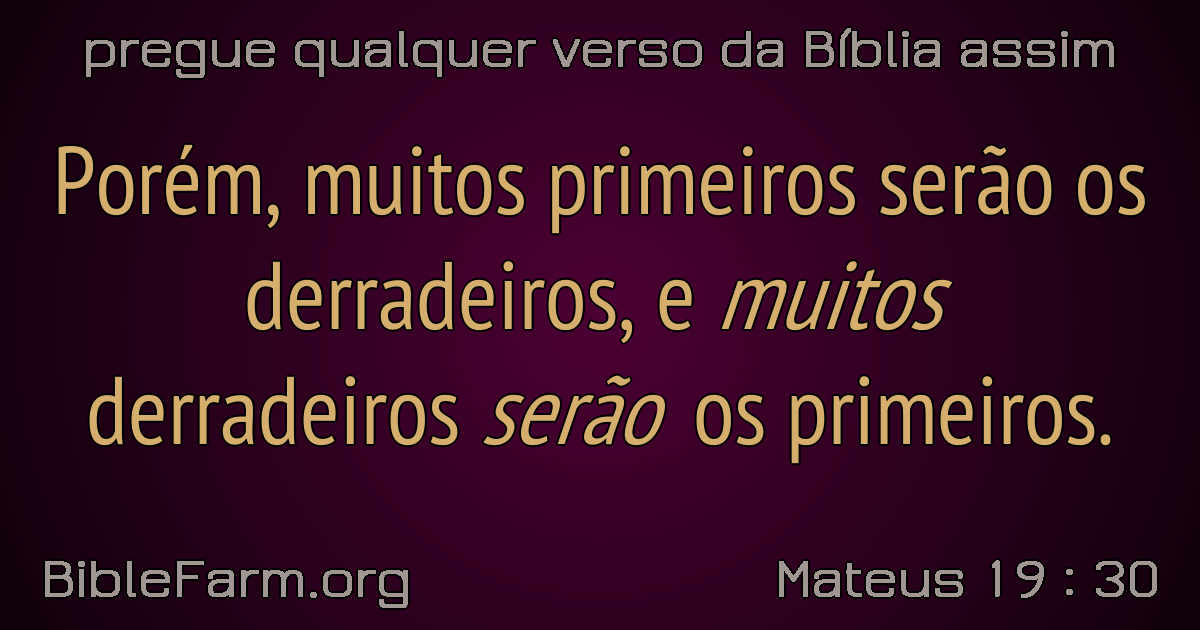 pregue qualquer verso da Bíblia assim
Porém, muitos primeiros serão os
derradeiros, e muitos
derradeiros serão os primeiros.
BibleFarm.org
Mateus 19 : 30